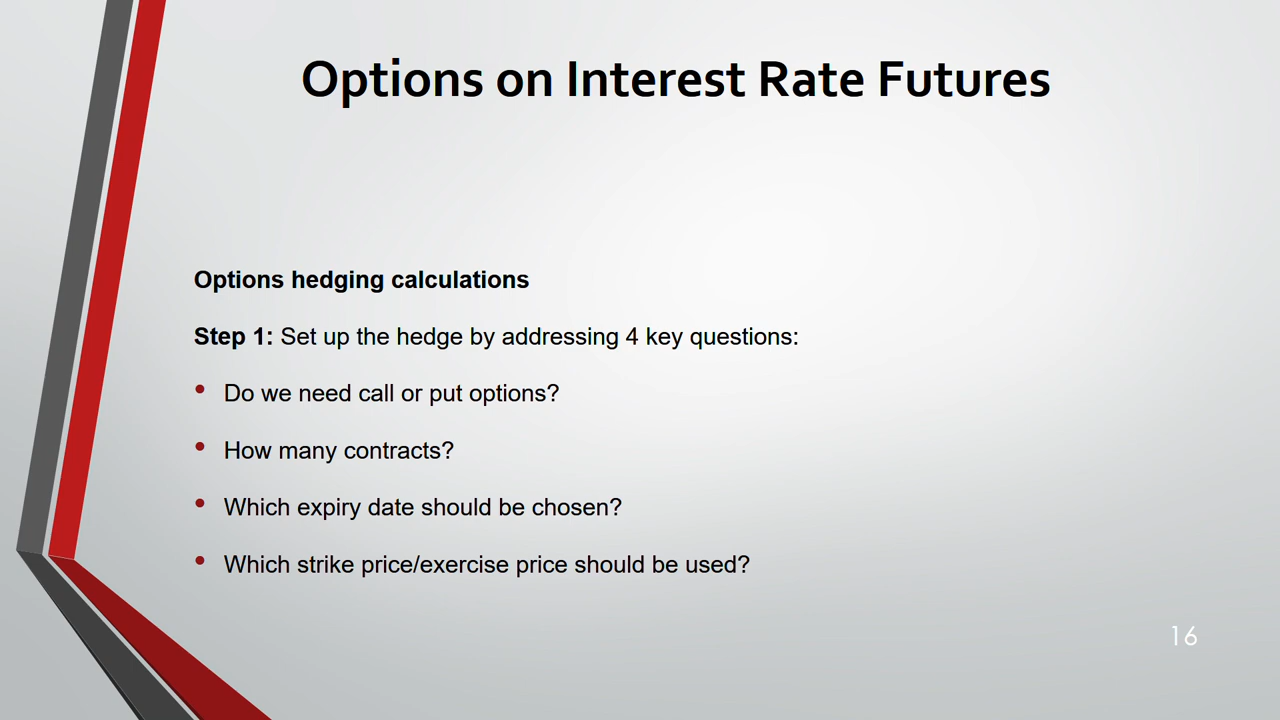 Options on Interest Rate Futures
Options hedging calculations
Step 1: Set up the hedge by addressing 4 key questions:
• Do we need call or put options?
• How many contracts?
• Which expiry date should be chosen?
• Which strike price/exercise price should be used?
16